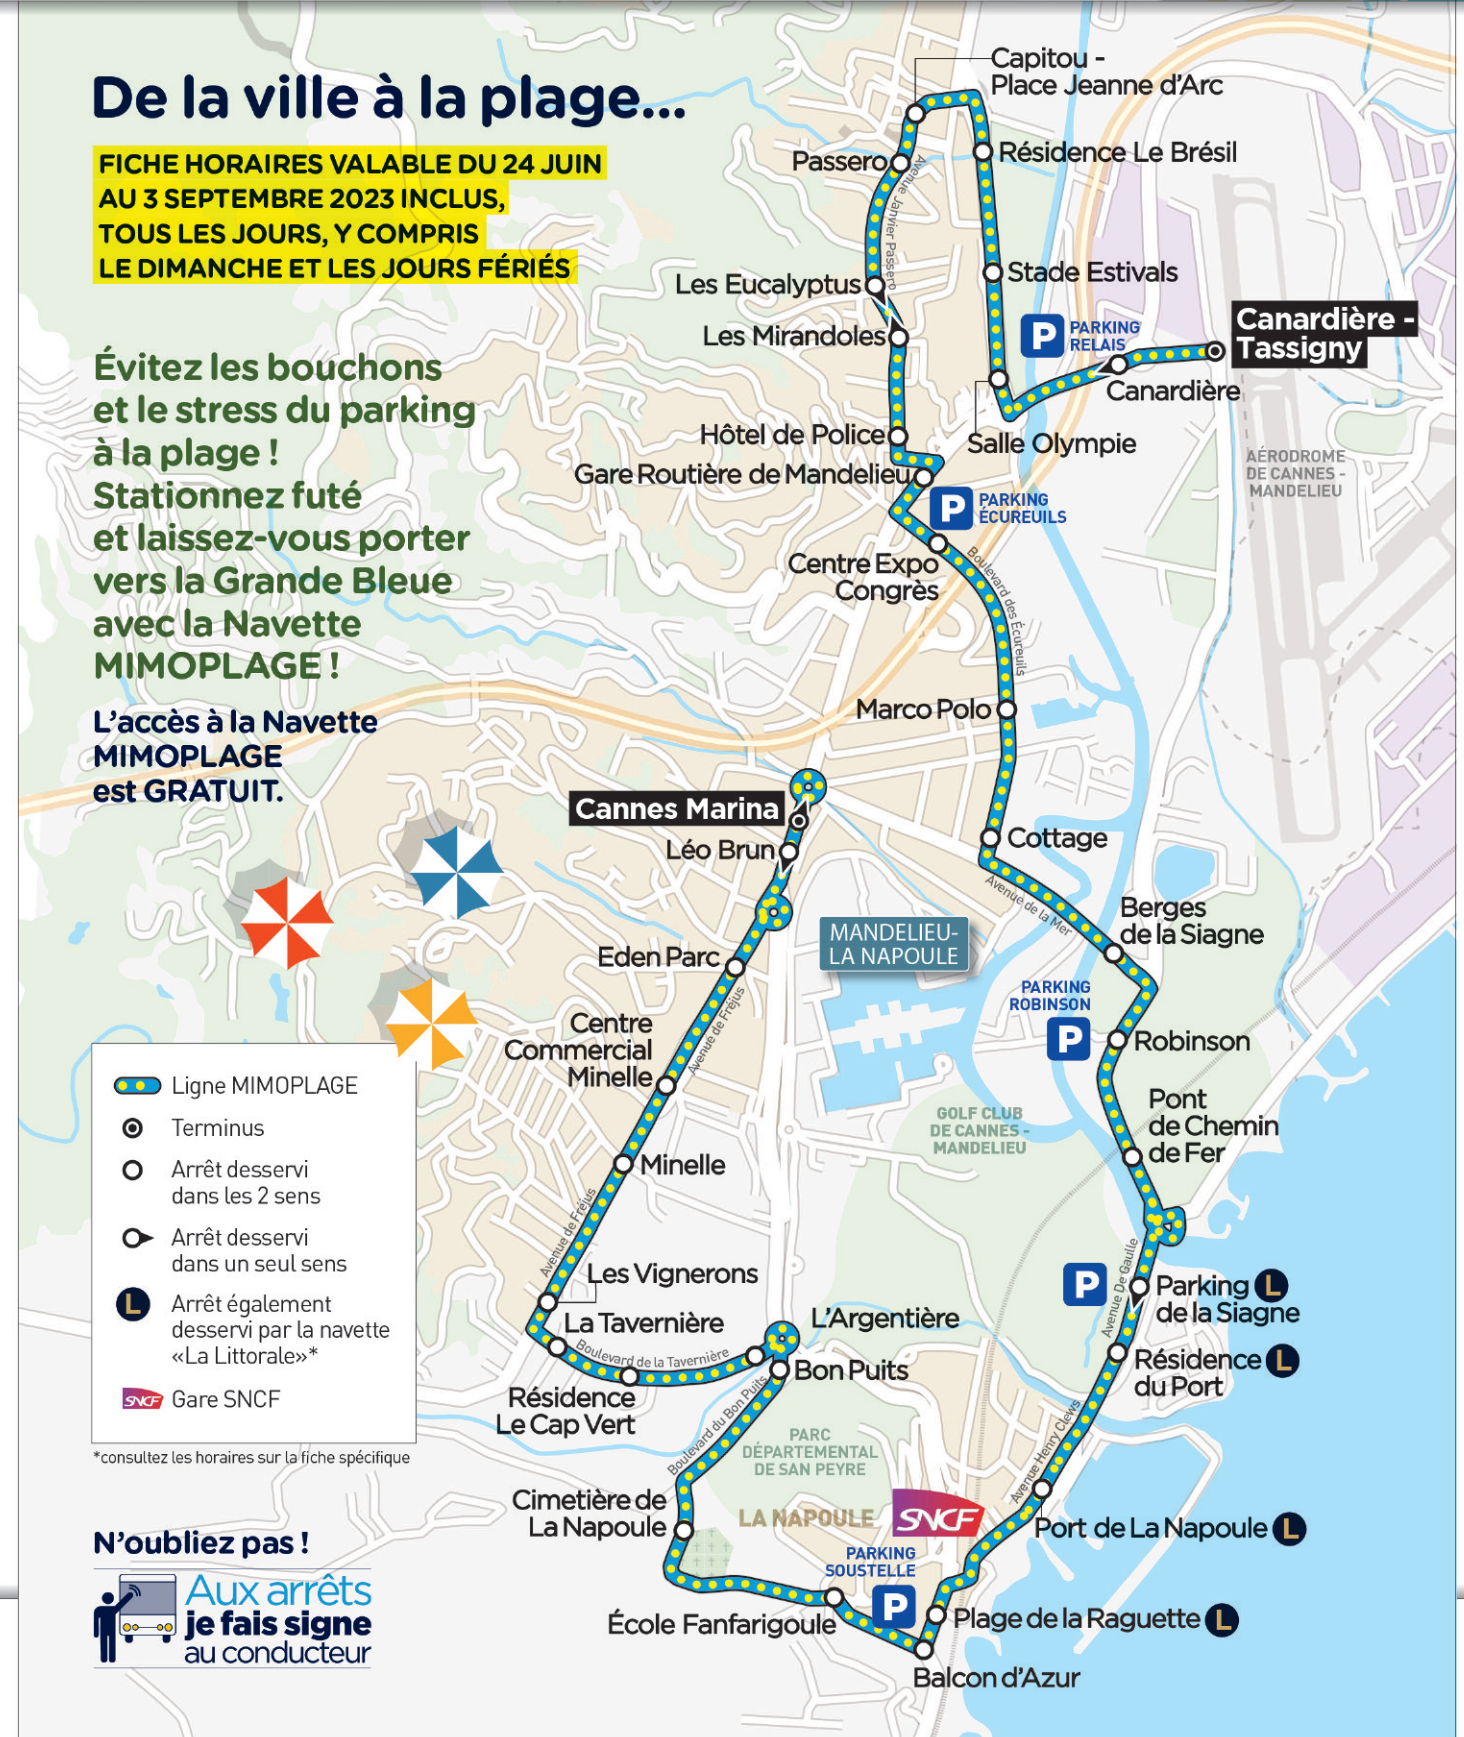 De la ville à la plage...
FICHE HORAIRES VALABLE DU 24 JUIN
AU 3 SEPTEMBRE 2023 INCLUS,
TOUS LES JOURS, Y COMPRIS
LE DIMANCHE ET LES JOURS FÉRIÉS
Évitez les bouchons
et le stress du parking
à la plage !
Stationnez futé
et laissez-vous porter
vers la Grande Bleue
avec la Navette
MIMOPLAGE !
L'accès à la Navette
MIMOPLAGE
est GRATUIT.
Capitou -
Place Jeanne d'Arc
Passero
Résidence Le Brésil
Avenue Janvier Passero
Les Eucalyptus
Stade Estivals
Les Mirandoles
P
PARKING
RELAIS
Canardière -
Tassigny
Canardière
Hôtel de Police
Salle Olympie
Gare Routière de Mandelieu
AÉRODROME
DE CANNES -
MANDELIEU
P
PARKING
ÉCUREUILS
Centre Expo
Congrès
Boulevard des Écureuils
Marco Polo
Cannes Marina
Léo Brun
Cottage
Avenue de la Mer
Berges
de la Siagne
MANDELIEU-
LA NAPOULE
Eden Parc
PARKING
ROBINSON
P
Robinson
Centre
Commercial
Minelle
Avenue de Fréjus
Pont
de Chemin
de Fer
GOLF CLUB
DE CANNES -
MANDELIEU
Minelle
Avenue de Fréjus
Les Vignerons
P
Avenue De Gaulle
Parking L
de la Siagne
La Tavernière
L'Argentière
Boulevard de la Tavernière
Bon Puits
Résidence L
du Port
Résidence
Le Cap Vert
Boulevard du Bon Puits
PARC
DÉPARTEMENTAL
DE SAN PEYRE
Avenue Henry Clews
Cimetière de
La Napoule
LA NAPOULE
SNCF
Port de La Napoule L
PARKING
SOUSTELLE
P
École Fanfarigoule
Plage de la Raguette L
Balcon d'Azur
Ligne MIMOPLAGE
Terminus
Arrêt desservi
dans les 2 sens
Arrêt desservi
dans un seul sens
L
Arrêt également
desservi par la navette
«La Littorale»*
SNCF Gare SNCF
*consultez les horaires sur la fiche spécifique
N'oubliez pas !
Aux arrêts
je fais signe
au conducteur